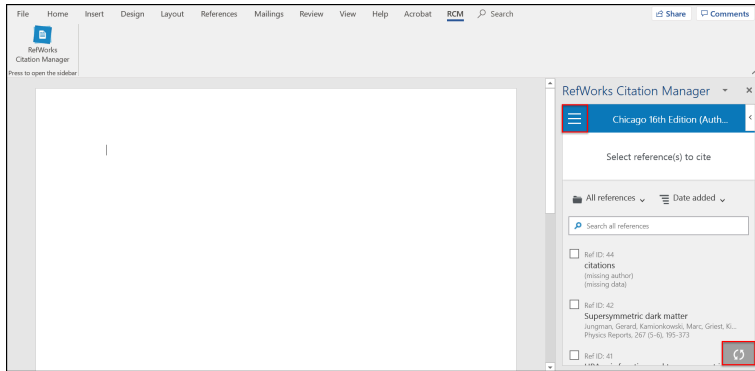 File Home Insert Design Layout References Mailings Review View Help Acrobat RCM Search Share Comments
RefWorks
Citation Manager
Press to open the sidebar
RefWorks Citation Manager
Chicago 16th Edition (Auth...
Select reference(s) to cite
All references Date added
Search all references
Ref ID: 44
citations
(missing author)
(missing data)
Ref ID: 42
Supersymmetric dark matter
Jungman, Gerard, Kamionkowski, Marc, Griest, Ki...
Physics Reports, 267 (5-6), 195-373
Ref ID: 41